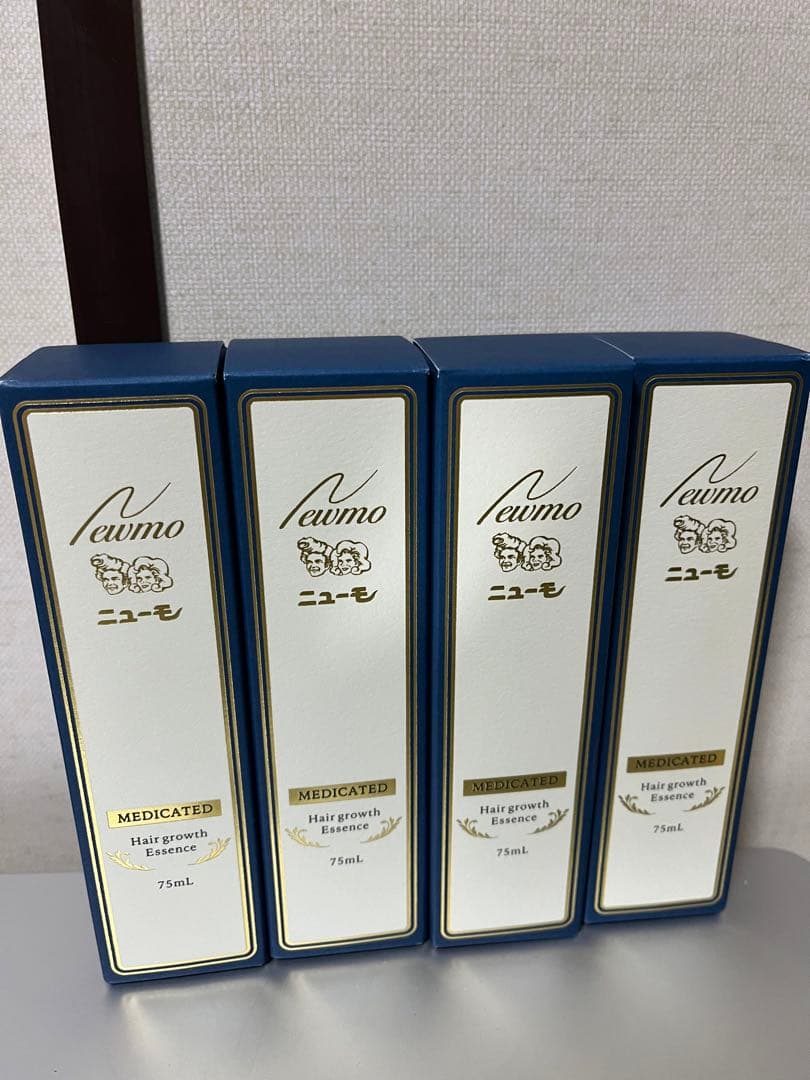 Newmo
ニューモ
MEDICATED
Hair growth
Essence
75mL
Newmo
ニューモ
MEDICATED
Hair growth
Essence
75mL
Newmo
ニューモ
MEDICATED
Hair growth
Essence
75mL
Newmo
ニューモ
MEDICATED
Hair growth
Essence
75mL